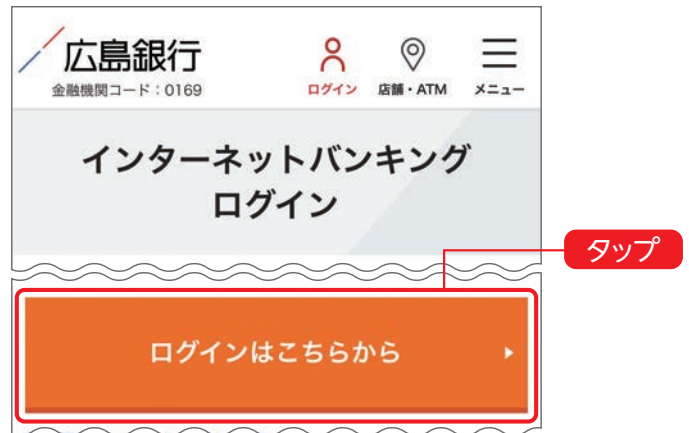 広島銀行
金融機関コード：0169
ログイン
店舗・ATM
メニュー
インターネットバンキング
ログイン
タップ
ログインはこちらから